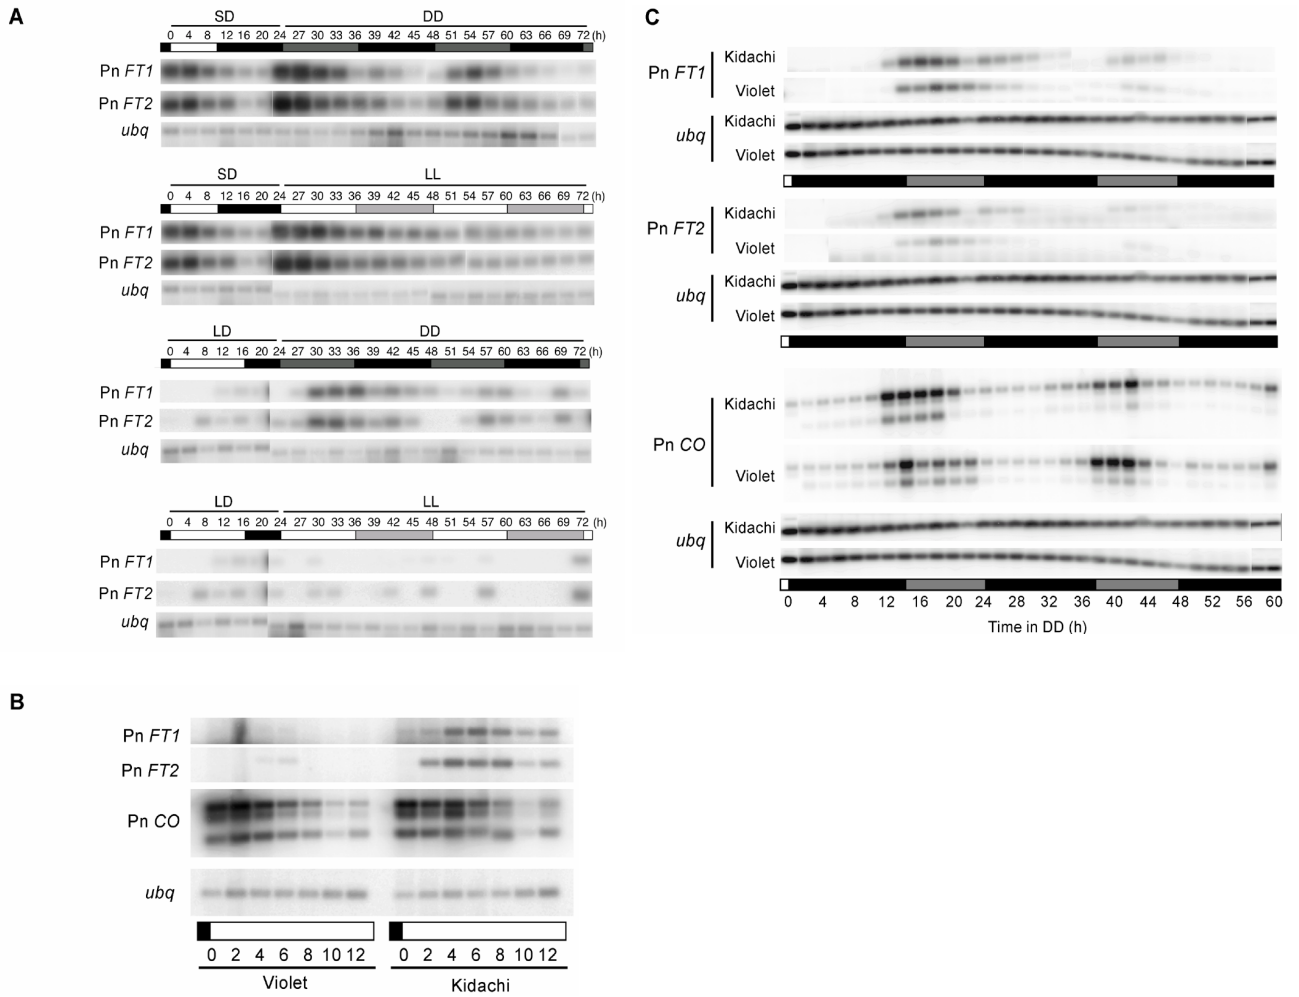 A
SD DD
0 4 8 12 16 20 24 27 30 33 36 39 42 45 48 51 54 57 60 63 66 69 72 (h)
Pn FT1
Pn FT2
ubq
SD LL
0 4 8 12 16 20 24 27 30 33 36 39 42 45 48 51 54 57 60 63 66 69 72 (h)
Pn FT1
Pn FT2
ubq
LD DD
0 4 8 12 16 20 24 27 30 33 36 39 42 45 48 51 54 57 60 63 66 69 72 (h)
Pn FT1
Pn FT2
ubq
LD LL
0 4 8 12 16 20 24 27 30 33 36 39 42 45 48 51 54 57 60 63 66 69 72 (h)
Pn FT1
Pn FT2
ubq
B
Pn FT1
Pn FT2
Pn CO
ubq
0 2 4 6 8 10 12 0 2 4 6 8 10 12
Violet Kidachi
C
Pn FT1
Kidachi
Violet
ubq
Kidachi
Violet
Pn FT2
Kidachi
Violet
ubq
Kidachi
Violet
Pn CO
Kidachi
Violet
ubq
Kidachi
Violet
0 4 8 12 16 20 24 28 32 36 40 44 48 52 56 60
Time in DD (h)